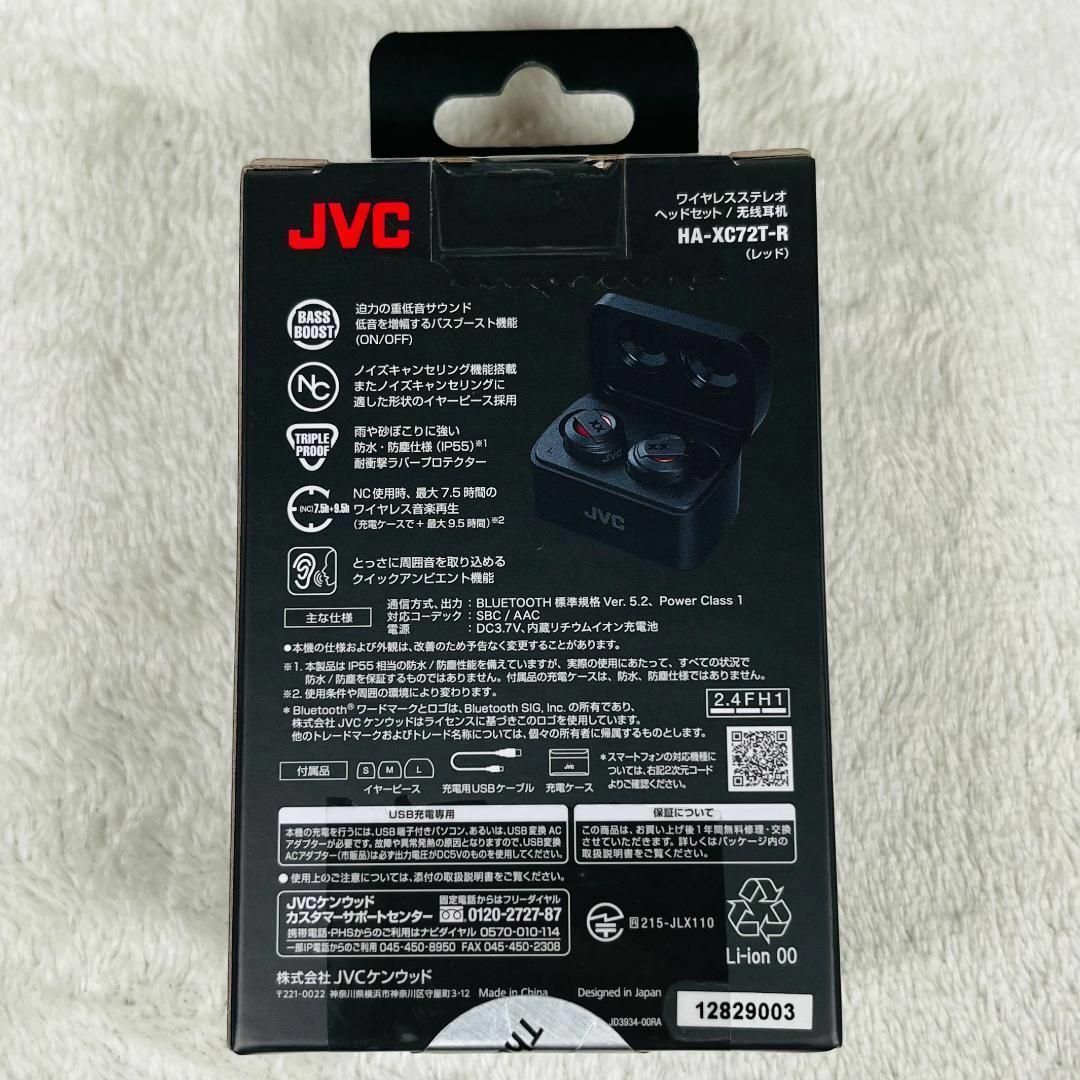 JVC
ワイヤレスステレオ
ヘッドセット / 无线耳机
HA-XC72T-R
(レッド)
BASS
BOOST
迫力の重低音サウンド
低音を増幅するバスブースト機能
(ON/OFF)
NC
ノイズキャンセリング機能搭載
またノイズキャンセリングに
適した形状のイヤーピース採用
TRIPLE
PROOF
雨や砂ぼこりに強い
防水・防塵仕様 (IP55)※1
耐衝撃ラバープロテクター
(NC)7.5h+9.5h
NC使用時、最大7.5時間の
ワイヤレス音楽再生
(充電ケースで + 最大9.5時間)※2
とっさに周囲音を取り込める
クイックアンビエント機能
XX
XX
L
JVC
JVC
主な仕様
通信方式、出力 : BLUETOOTH 標準規格 Ver. 5.2、Power Class 1
対応コーデック : SBC / AAC
電源 : DC3.7V、内蔵リチウムイオン充電池
●本機の仕様および外観は、改善のため予告なく変更することがあります。
※1. 本製品は IP55 相当の防水 / 防塵性能を備えていますが、実際の使用にあたって、すべての状況で
防水 / 防塵を保証するものではありません。付属品の充電ケースは、防水、防塵仕様ではありません。
※2. 使用条件や周囲の環境により変わります。
* Bluetooth® ワードマークとロゴは、Bluetooth SIG, Inc. の所有であり、
株式会社 JVCケンウッドはライセンスに基づきこのロゴを使用しています。
他のトレードマークおよびトレード名称については、個々の所有者に帰属するものとします。
2.4FH1
付属品
S M L
イヤーピース
充電用USBケーブル
JVC
充電ケース
*スマートフォンの対応機種に
ついては、右記2次元コード
よりご確認ください。
USB充電専用
本機の充電を行うには、USB端子付きパソコン、あるいは、USB変換 AC
アダプターが必要です。故障や異常発熱の原因となりますので、USB変換
ACアダプター(市販品)は必ず出力電圧がDC5Vのものを使用してください。
保証について
この商品は、お買い上げ後1年間無料修理・交換
させていただきます。詳しくはパッケージ内の
取扱説明書をご覧ください。
●使用上のご注意については、添付の取扱説明書をご覧ください。
JVCケンウッド
カスタマーサポートセンター
固定電話からはフリーダイヤル
0120-2727-87
携帯電話・PHSからのご利用はナビダイヤル 0570-010-114
一部IP電話からのご利用 045-450-8950 FAX 045-450-2308
R 215-JLX110
Li-ion 00
株式会社 JVCケンウッド
〒221-0022 神奈川県横浜市神奈川区守屋町3-12 Made in China Designed in Japan
JD3934-00RA
12829003